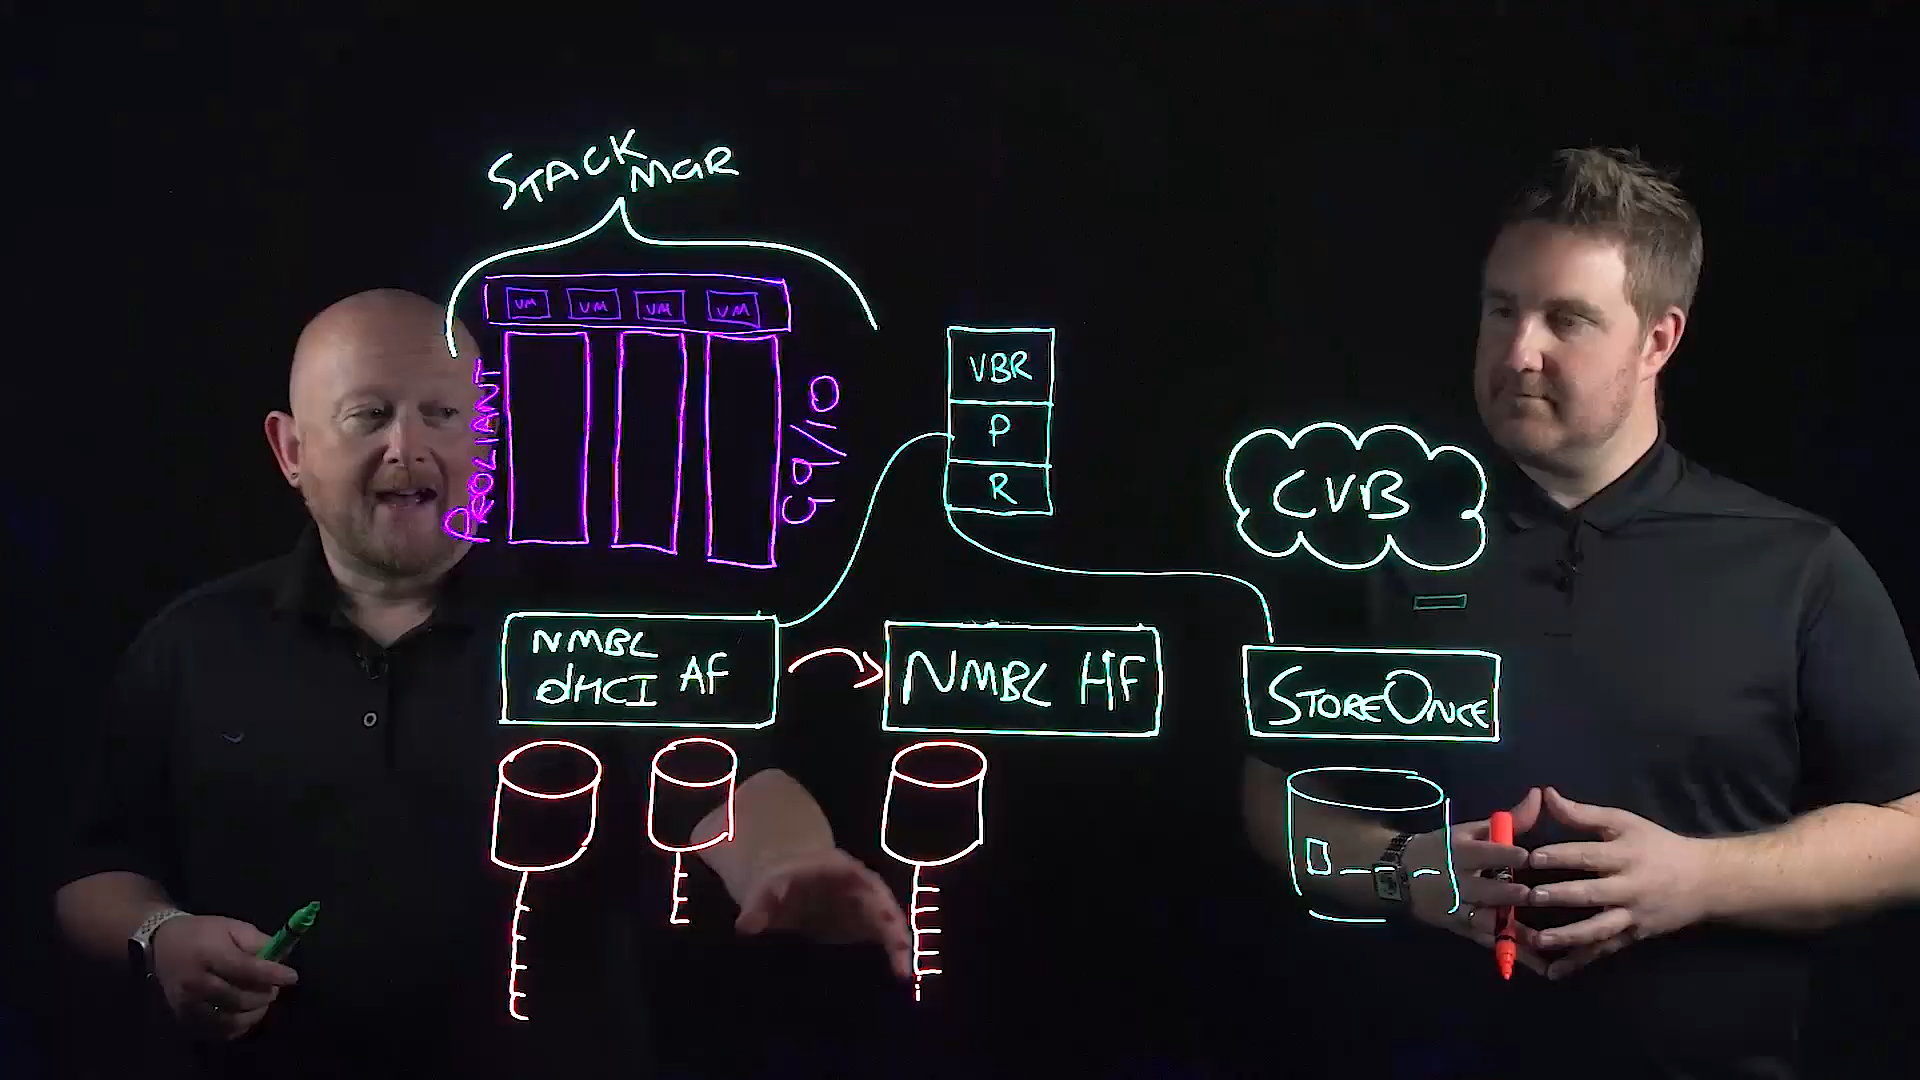 STACK MGR
VM VM VM VM
PROLIANT
G9/10
VBR
P
R
CVB
NMBL
dHCI AF
NMBL HF
STOREONCE